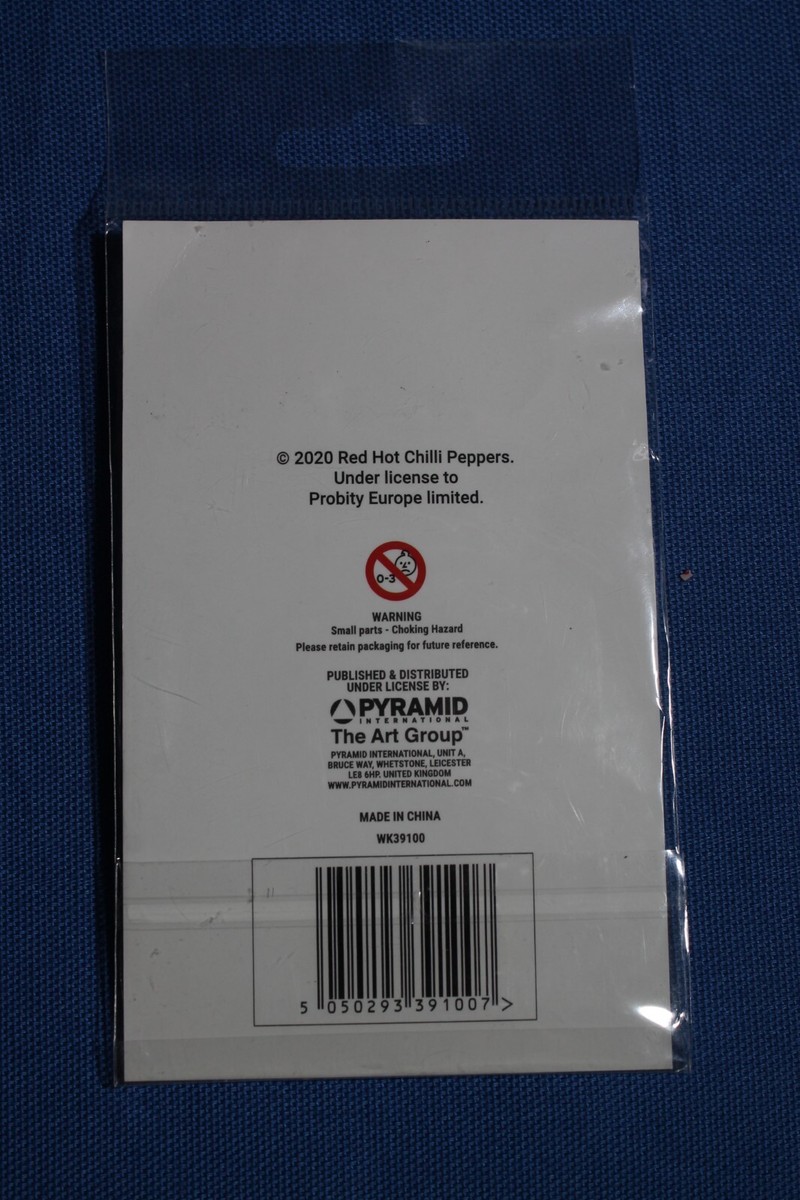 © 2020 Red Hot Chilli Peppers.
Under license to
Probity Europe limited.
0-3
WARNING
Small parts - Choking Hazard
Please retain packaging for future reference.
PUBLISHED & DISTRIBUTED
UNDER LICENSE BY:
PYRAMID
INTERNATIONAL
The Art Group™
PYRAMID INTERNATIONAL, UNIT A,
BRUCE WAY, WHETSTONE, LEICESTER
LE8 6HP. UNITED KINGDOM
WWW.PYRAMIDINTERNATIONAL.COM
MADE IN CHINA
WK39100
5 050293 391007 >